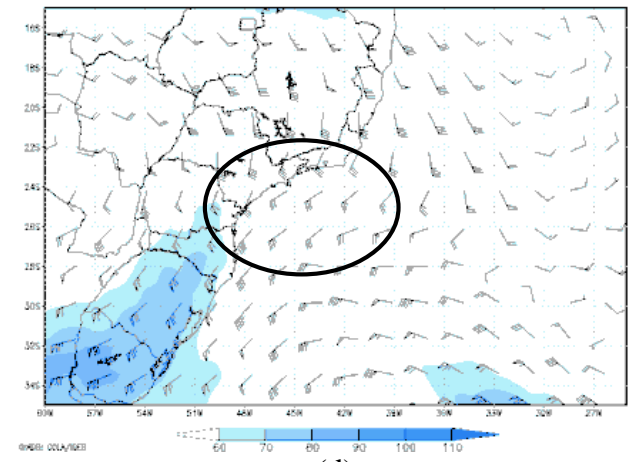 16S
18S
20S
22S
24S
26S
28S
30S
32S
34S
60W 57W 54W 51W 48W 45W 42W 39W 36W 33W 30W 27W
GrADS: COLA/IGES
60 70 80 90 100 110
(d)